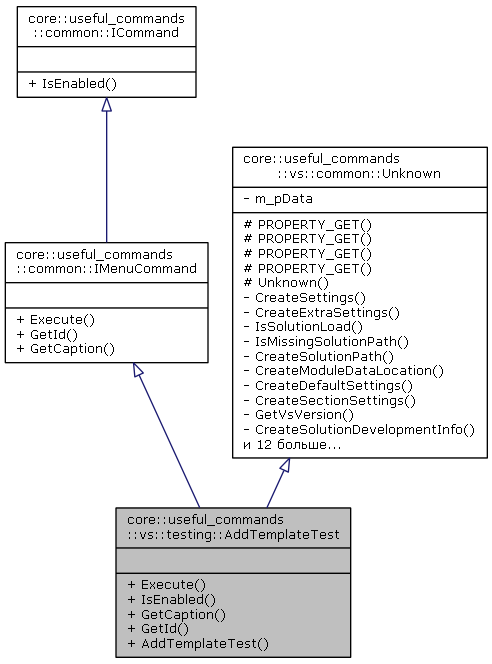 core::useful_commands
::common::ICommand
+ IsEnabled()
core::useful_commands
::vs::common::Unknown
- m_pData
# PROPERTY_GET()
# PROPERTY_GET()
# PROPERTY_GET()
# PROPERTY_GET()
# Unknown()
- CreateSettings()
- CreateExtraSettings()
- IsSolutionLoad()
- IsMissingSolutionPath()
- CreateSolutionPath()
- CreateModuleDataLocation()
- CreateDefaultSettings()
- CreateSectionSettings()
- GetVsVersion()
- CreateSolutionDevelopmentInfo()
и 12 больше...
core::useful_commands
::common::IMenuCommand
+ Execute()
+ GetId()
+ GetCaption()
core::useful_commands
::vs::testing::AddTemplateTest
+ Execute()
+ IsEnabled()
+ GetCaption()
+ GetId()
+ AddTemplateTest()